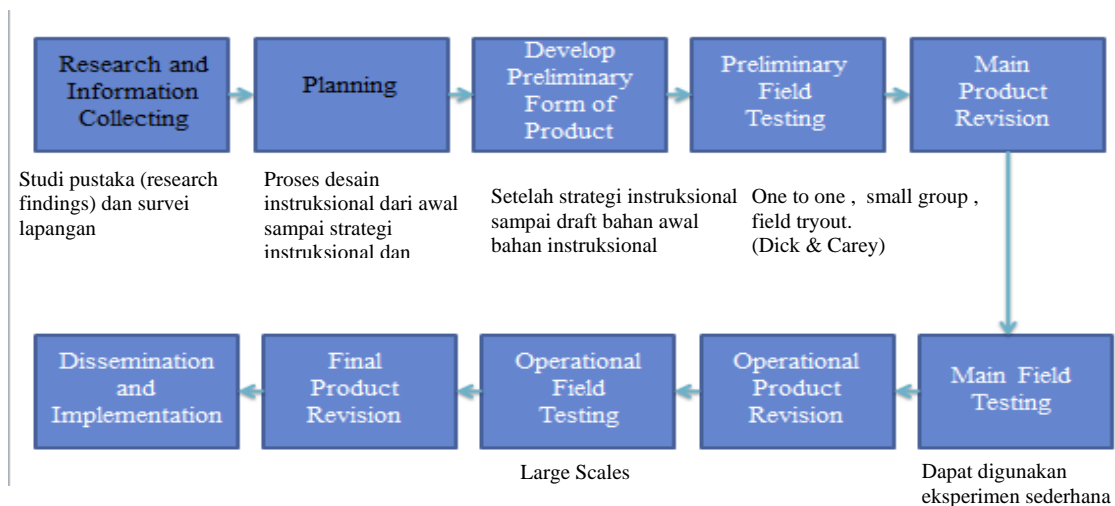 Research and
Information
Collecting
Planning
Develop
Preliminary
Form of
Product
Preliminary
Field
Testing
Main
Product
Revision
Studi pustaka (research
findings) dan survei
lapangan
Proses desain
instruksional dari awal
sampai strategi
instruksional dan
Setelah strategi instruksional
sampai draft bahan awal
bahan instruksional
One to one , small group ,
field tryout.
(Dick & Carey)
Dissemination
and
Implementation
Final
Product
Revision
Operational
Field
Testing
Operational
Product
Revision
Main Field
Testing
Large Scales
Dapat digunakan
eksperimen sederhana